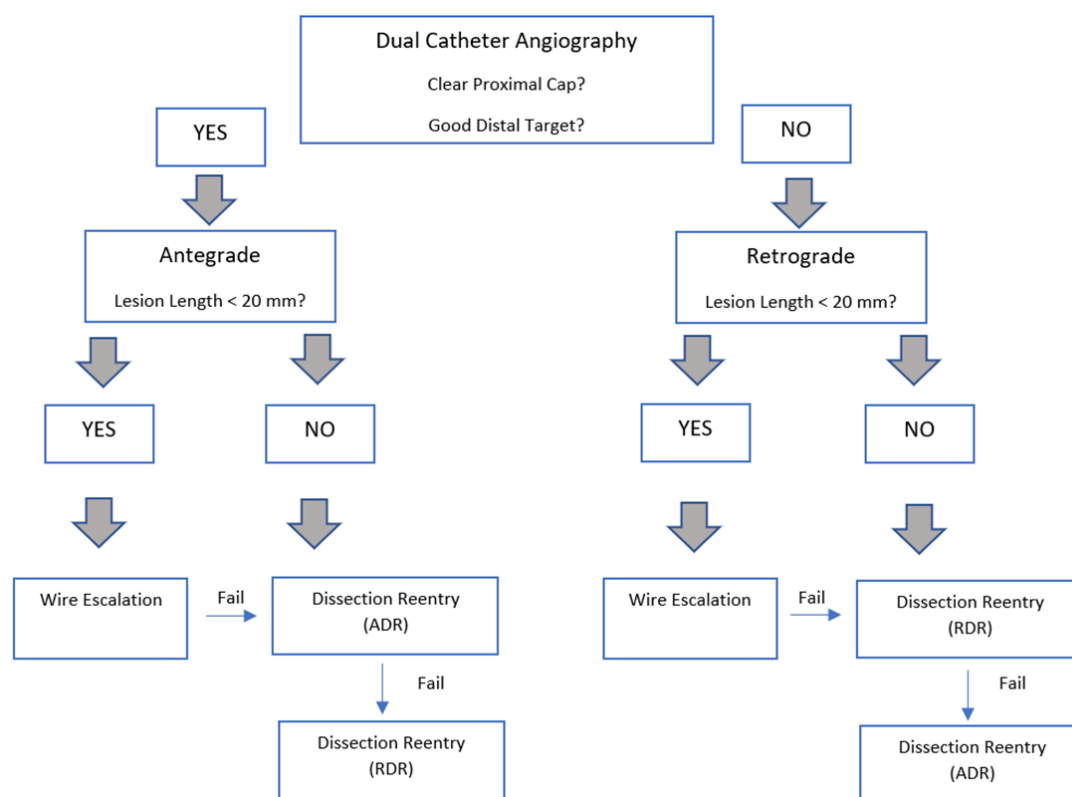 Dual Catheter Angiography
Clear Proximal Cap?
Good Distal Target?
YES
NO
Antegrade
Lesion Length < 20 mm?
Retrograde
Lesion Length < 20 mm?
YES
NO
YES
NO
Wire Escalation
Fail
Dissection Reentry
(ADR)
Wire Escalation
Fail
Dissection Reentry
(RDR)
Fail
Fail
Dissection Reentry
(RDR)
Dissection Reentry
(ADR)